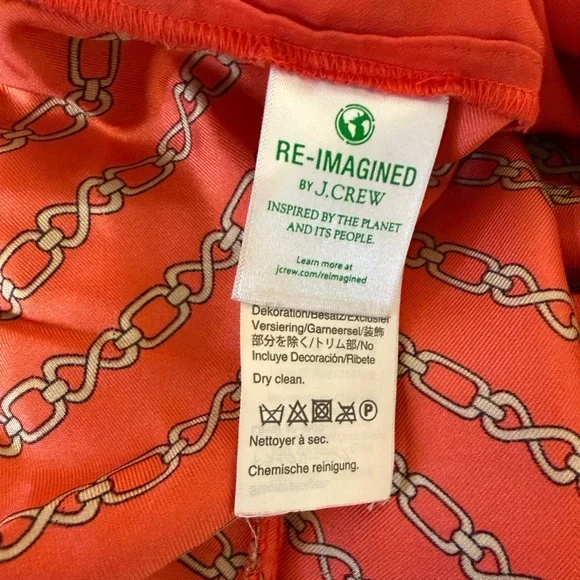 RE-IMAGINED
BY J.CREW
INSPIRED BY THE PLANET
AND ITS PEOPLE.
Learn more at
jcrew.com/reimagined
Dekoration/Besatz/Exclusief
Versiering/Garneersel/装飾
部分を除く/トリム部/No
Incluye Decoración/Ribete
Dry clean.
P
Nettoyer à sec.
Chemische reinigung.